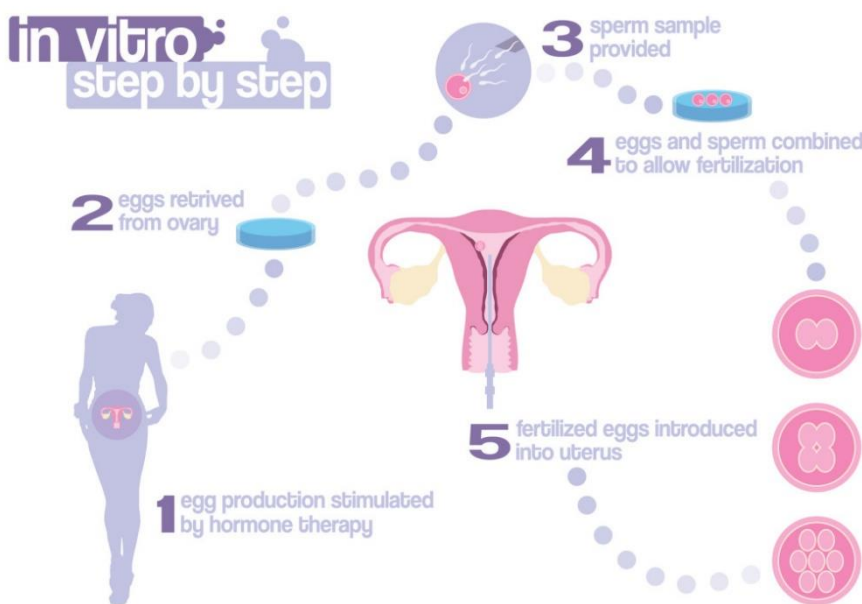 in vitro
step by step
1 egg production stimulated
by hormone therapy
2 eggs retrived
from ovary
3 sperm sample
provided
4 eggs and sperm combined
to allow fertilization
5 fertilized eggs introduced
into uterus